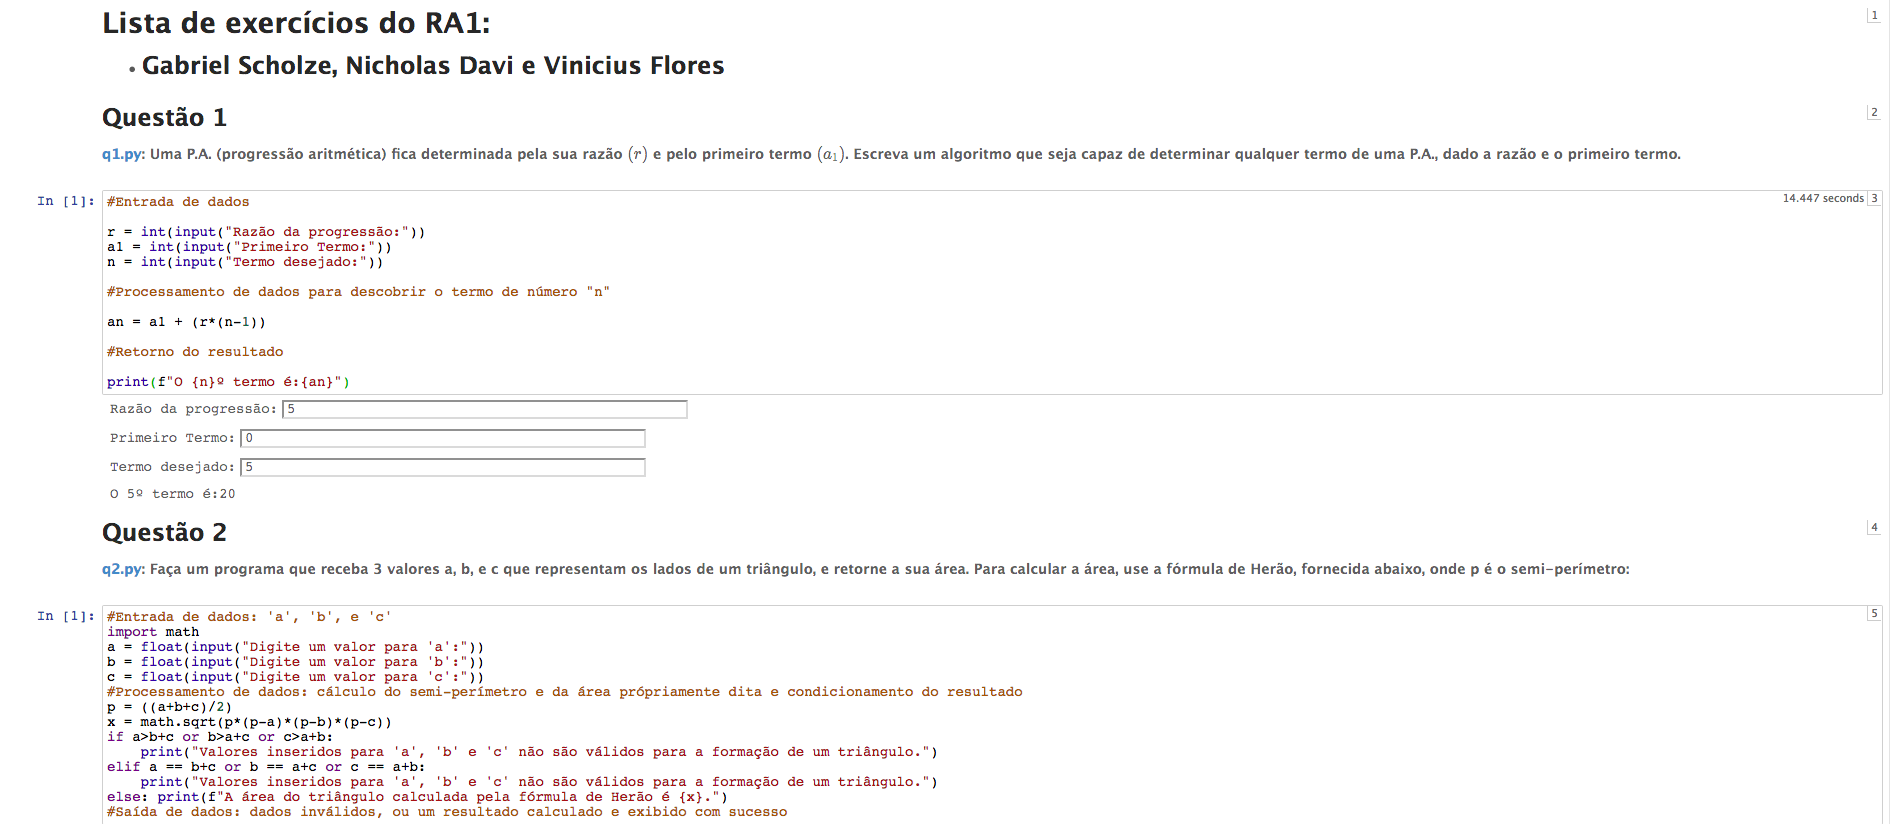 Lista de exercícios do RA1:
1
• Gabriel Scholze, Nicholas Davi e Vinicius Flores
Questão 1
2
q1.py: Uma P.A. (progressão aritmética) fica determinada pela sua razão (r) e pelo primeiro termo (a₁). Escreva um algoritmo que seja capaz de determinar qualquer termo de uma P.A., dado a razão e o primeiro termo.
In [1]: #Entrada de dados
14.447 seconds 3
r = int(input("Razão da progressão:"))
a1 = int(input("Primeiro Termo:"))
n = int(input("Termo desejado:"))
#Processamento de dados para descobrir o termo de número "n"
an = a1 + (r*(n-1))
#Retorno do resultado
print(f"O {n}º termo é:{an}")
Razão da progressão: 5
Primeiro Termo: 0
Termo desejado: 5
O 5º termo é:20
Questão 2
4
q2.py: Faça um programa que receba 3 valores a, b, e c que representam os lados de um triângulo, e retorne a sua área. Para calcular a área, use a fórmula de Herão, fornecida abaixo, onde p é o semi-perímetro:
In [1]: #Entrada de dados: 'a', 'b', e 'c'
5
import math
a = float(input("Digite um valor para 'a':"))
b = float(input("Digite um valor para 'b':"))
c = float(input("Digite um valor para 'c':"))
#Processamento de dados: cálculo do semi-perímetro e da área própriamente dita e condicionamento do resultado
p = ((a+b+c)/2)
x = math.sqrt(p*(p-a)*(p-b)*(p-c))
if a>b+c or b>a+c or c>a+b:
    print("Valores inseridos para 'a', 'b' e 'c' não são válidos para a formação de um triângulo.")
elif a == b+c or b == a+c or c == a+b:
    print("Valores inseridos para 'a', 'b' e 'c' não são válidos para a formação de um triângulo.")
else: print(f"A área do triângulo calculada pela fórmula de Herão é {x}.")
#Saída de dados: dados inválidos, ou um resultado calculado e exibido com sucesso